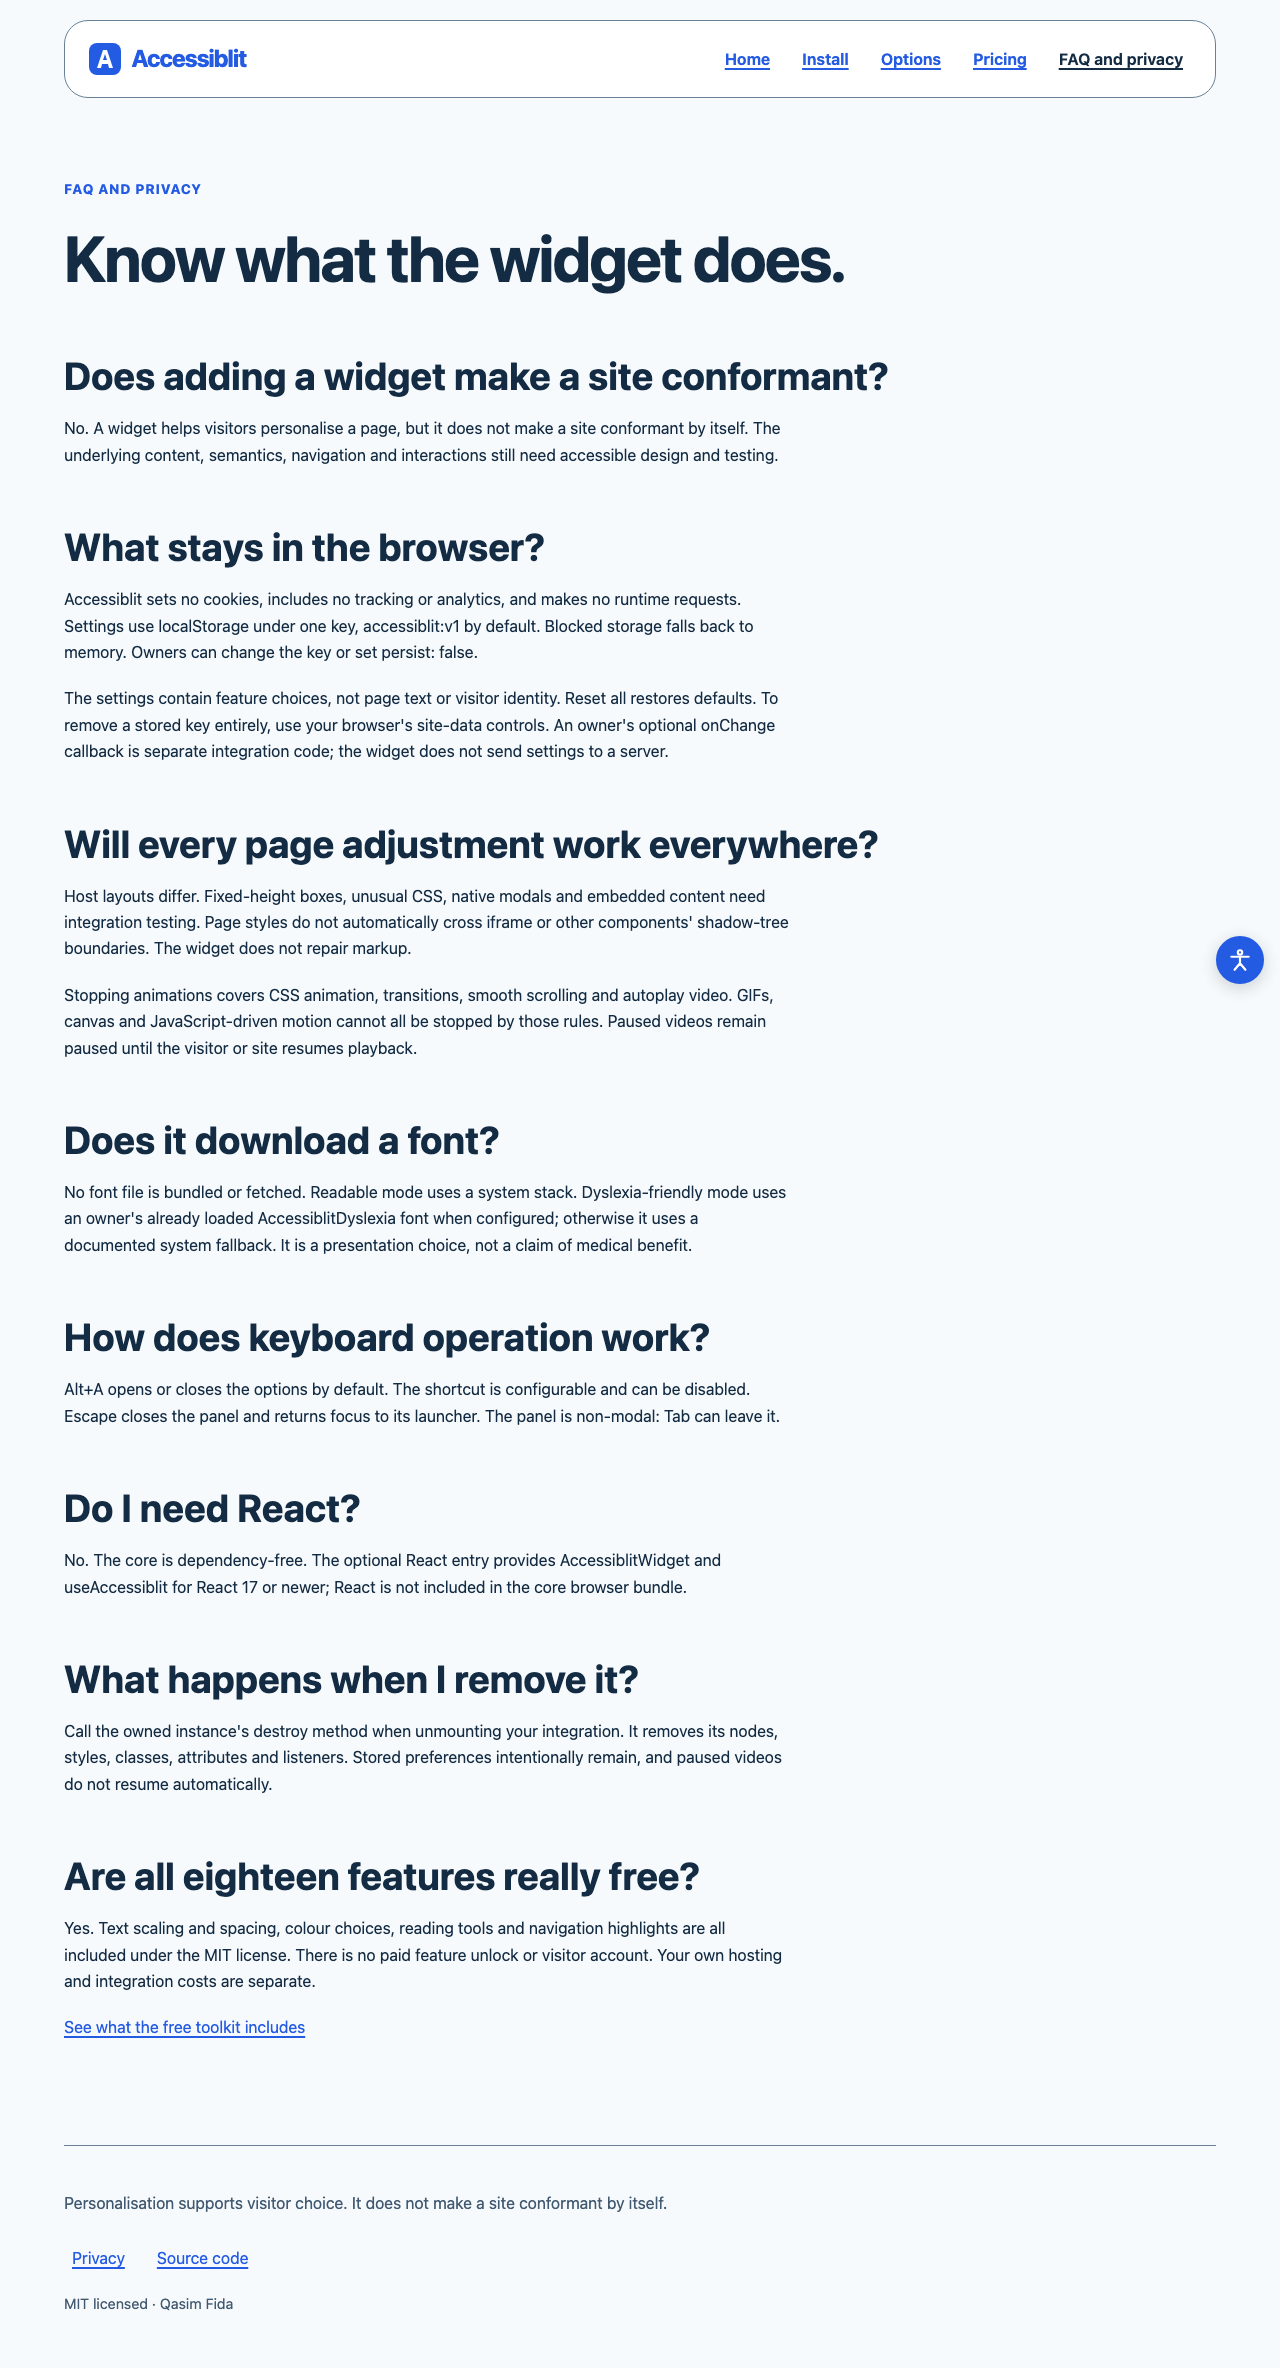 A Accessiblit
Home Install Options Pricing FAQ and privacy
FAQ AND PRIVACY
Know what the widget does.
Does adding a widget make a site conformant?
No. A widget helps visitors personalise a page, but it does not make a site conformant by itself. The
underlying content, semantics, navigation and interactions still need accessible design and testing.
What stays in the browser?
Accessiblit sets no cookies, includes no tracking or analytics, and makes no runtime requests.
Settings use localStorage under one key, accessiblit:v1 by default. Blocked storage falls back to
memory. Owners can change the key or set persist: false.
The settings contain feature choices, not page text or visitor identity. Reset all restores defaults. To
remove a stored key entirely, use your browser's site-data controls. An owner's optional onChange
callback is separate integration code; the widget does not send settings to a server.
Will every page adjustment work everywhere?
Host layouts differ. Fixed-height boxes, unusual CSS, native modals and embedded content need
integration testing. Page styles do not automatically cross iframe or other components' shadow-tree
boundaries. The widget does not repair markup.
Stopping animations covers CSS animation, transitions, smooth scrolling and autoplay video. GIFs,
canvas and JavaScript-driven motion cannot all be stopped by those rules. Paused videos remain
paused until the visitor or site resumes playback.
Does it download a font?
No font file is bundled or fetched. Readable mode uses a system stack. Dyslexia-friendly mode uses
an owner's already loaded AccessiblitDyslexia font when configured; otherwise it uses a
documented system fallback. It is a presentation choice, not a claim of medical benefit.
How does keyboard operation work?
Alt+A opens or closes the options by default. The shortcut is configurable and can be disabled.
Escape closes the panel and returns focus to its launcher. The panel is non-modal: Tab can leave it.
Do I need React?
No. The core is dependency-free. The optional React entry provides AccessiblitWidget and
useAccessiblit for React 17 or newer; React is not included in the core browser bundle.
What happens when I remove it?
Call the owned instance's destroy method when unmounting your integration. It removes its nodes,
styles, classes, attributes and listeners. Stored preferences intentionally remain, and paused videos
do not resume automatically.
Are all eighteen features really free?
Yes. Text scaling and spacing, colour choices, reading tools and navigation highlights are all
included under the MIT license. There is no paid feature unlock or visitor account. Your own hosting
and integration costs are separate.
See what the free toolkit includes
Personalisation supports visitor choice. It does not make a site conformant by itself.
Privacy Source code
MIT licensed · Qasim Fida